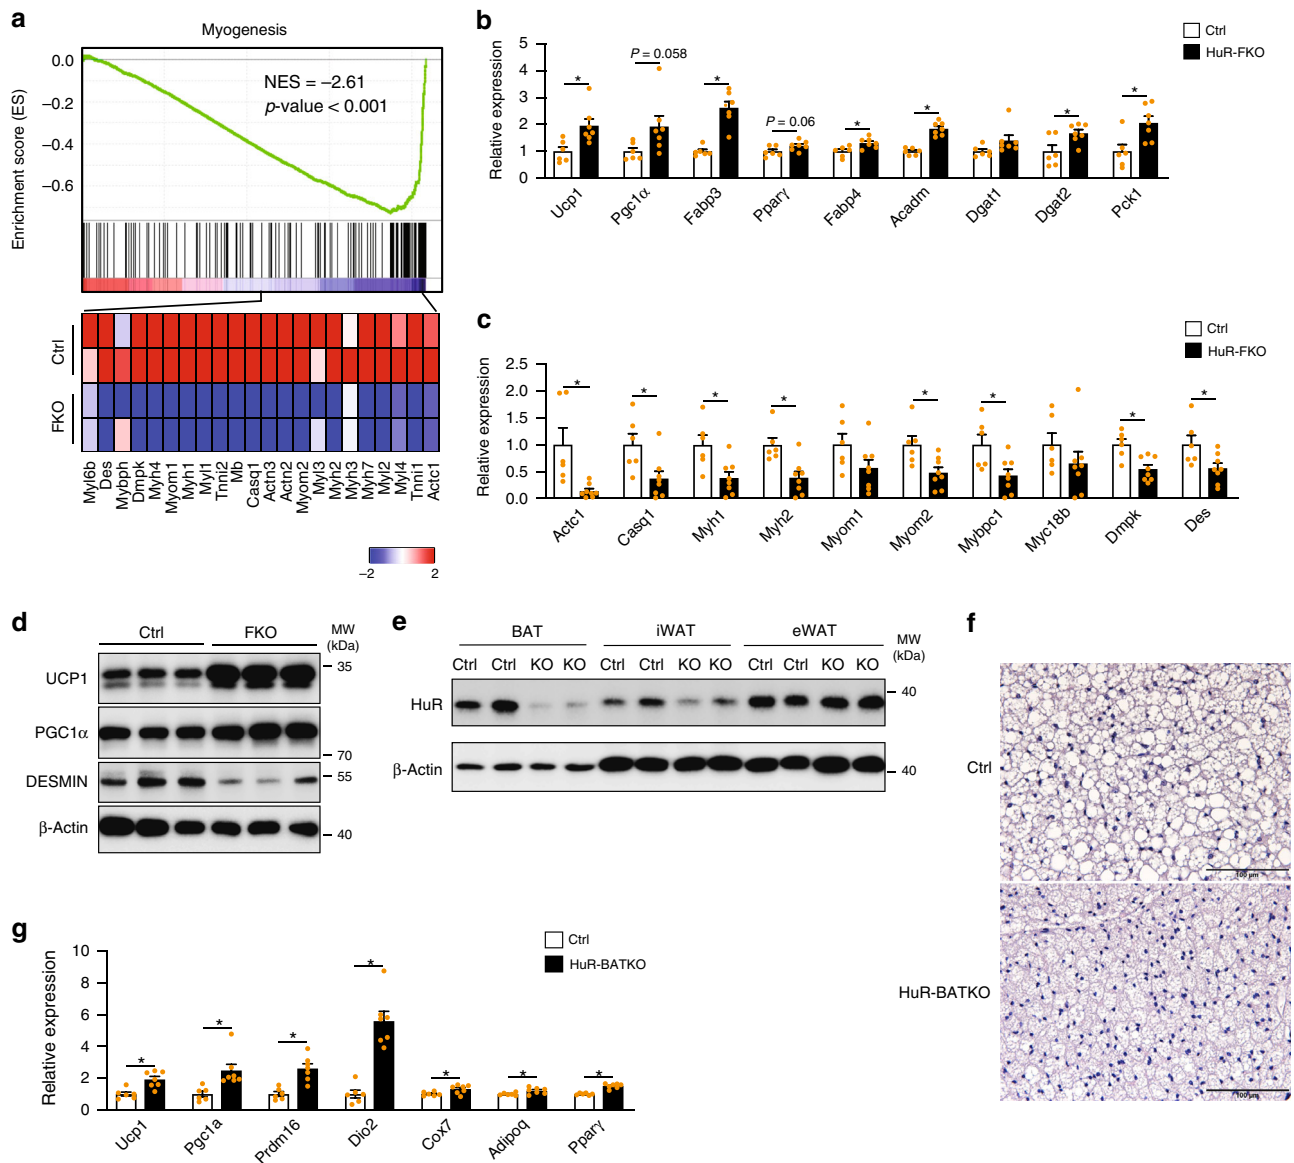 a
Myogenesis
NES = −2.61
p-value < 0.001
Enrichment score (ES)
0.0
−0.2
−0.4
−0.6
Ctrl
FKO
Myl6b
Des
Mybph
Dmpk
Myh4
Myom1
Myh1
Myl1
Tnni2
Mb
Casq1
Actn3
Actn2
Myom2
Myl3
Myh2
Myh3
Myh7
Myl2
Myl4
Tnni1
Actc1
−2 2
b
Ctrl
HuR-FKO
Relative expression
5
4
3
2
1
0
* P = 0.058 * P = 0.06 * * * *
Ucp1 Pgc1α Fabp3 Pparγ Fabp4 Acadm Dgat1 Dgat2 Pck1
c
Ctrl
HuR-FKO
Relative expression
2.5
2.0
1.5
1.0
0.5
0.0
* * * * * * * *
Actc1 Casq1 Myh1 Myh2 Myom1 Myom2 Mybpc1 Myc18b Dmpk Des
d
Ctrl FKO MW
(kDa)
UCP1 35
PGC1α
70
DESMIN 55
β-Actin 40
e
BAT iWAT eWAT MW
(kDa)
Ctrl Ctrl KO KO Ctrl Ctrl KO KO Ctrl Ctrl KO KO
HuR 40
β-Actin 40
f
Ctrl
100 µm
HuR-BATKO
100 µm
g
Ctrl
HuR-BATKO
Relative expression
10
8
6
4
2
0
* * * * * * *
Ucp1 Pgc1a Prdm16 Dio2 Cox7 Adipoq Pparγ